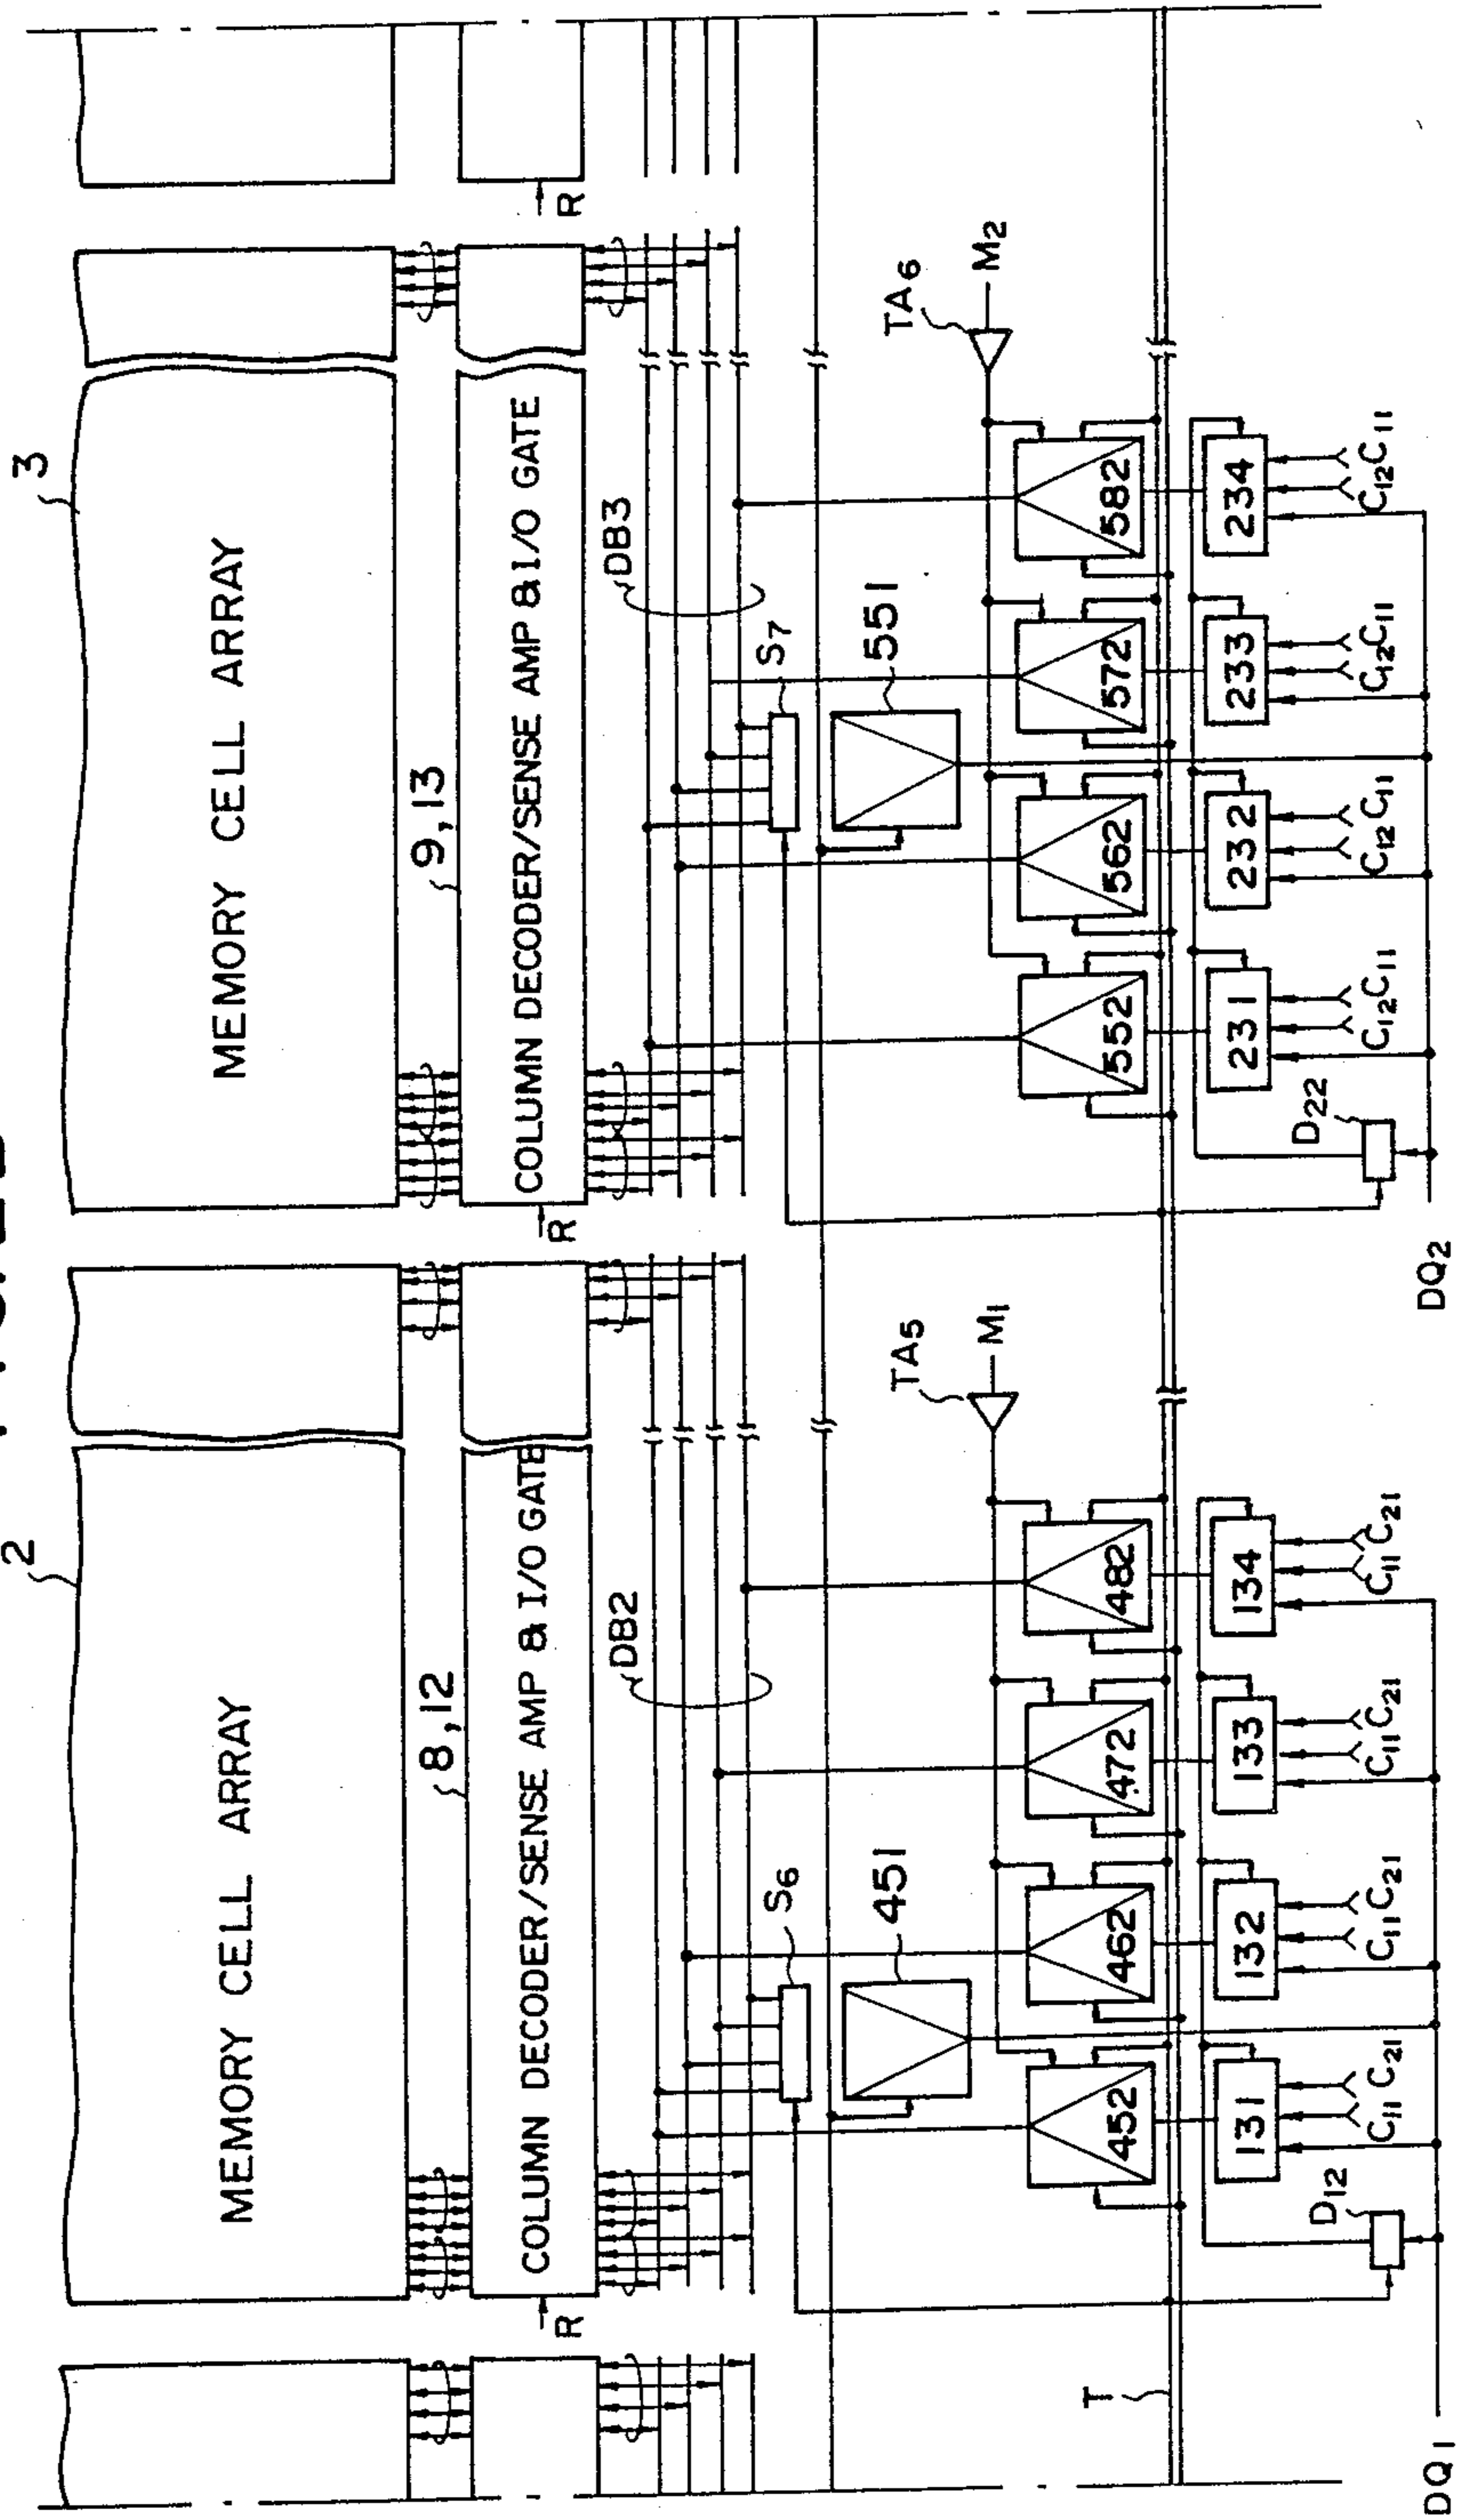 2
3
MEMORY CELL ARRAY
MEMORY CELL ARRAY
8,12
9,13
R
COLUMN DECODER/SENSE AMP & I/O GATE
R
COLUMN DECODER/SENSE AMP & I/O GATE
R
DB2
DB3
S6
S7
451
551
TA5
M1
TA6
M2
452
462
472
482
552
562
572
582
T
131
132
133
134
231
232
233
234
D12
C11 C21
C11 C21
C11 C21
C11 C21
D22
C12 C11
C12 C11
C12 C11
C12 C11
DQ1
DQ2